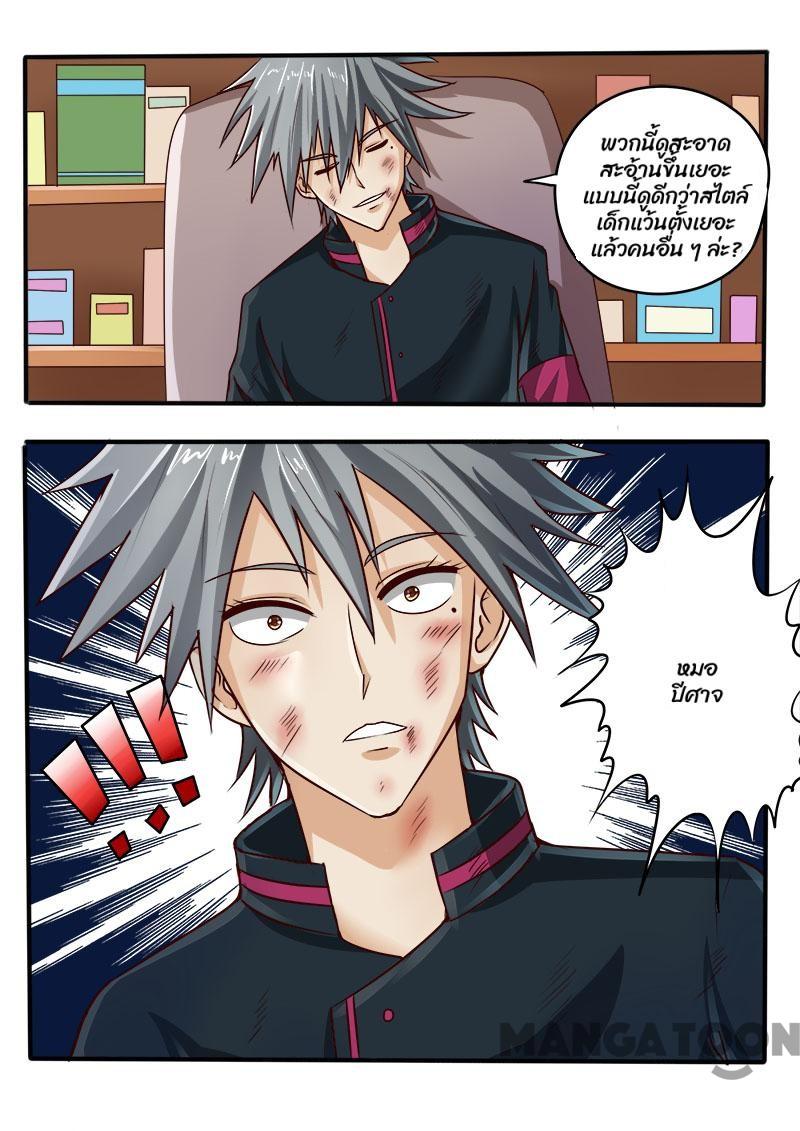 พวกนี้ดูสะอาด
สะอ้านขึ้นเยอะ
แบบนี้ดูดีกว่าสไตล์
เด็กแว้นตั้งเยอะ
แล้วคนอื่น ๆ ล่ะ?
หมอ
ปีศาจ
!!!
MANGATOON